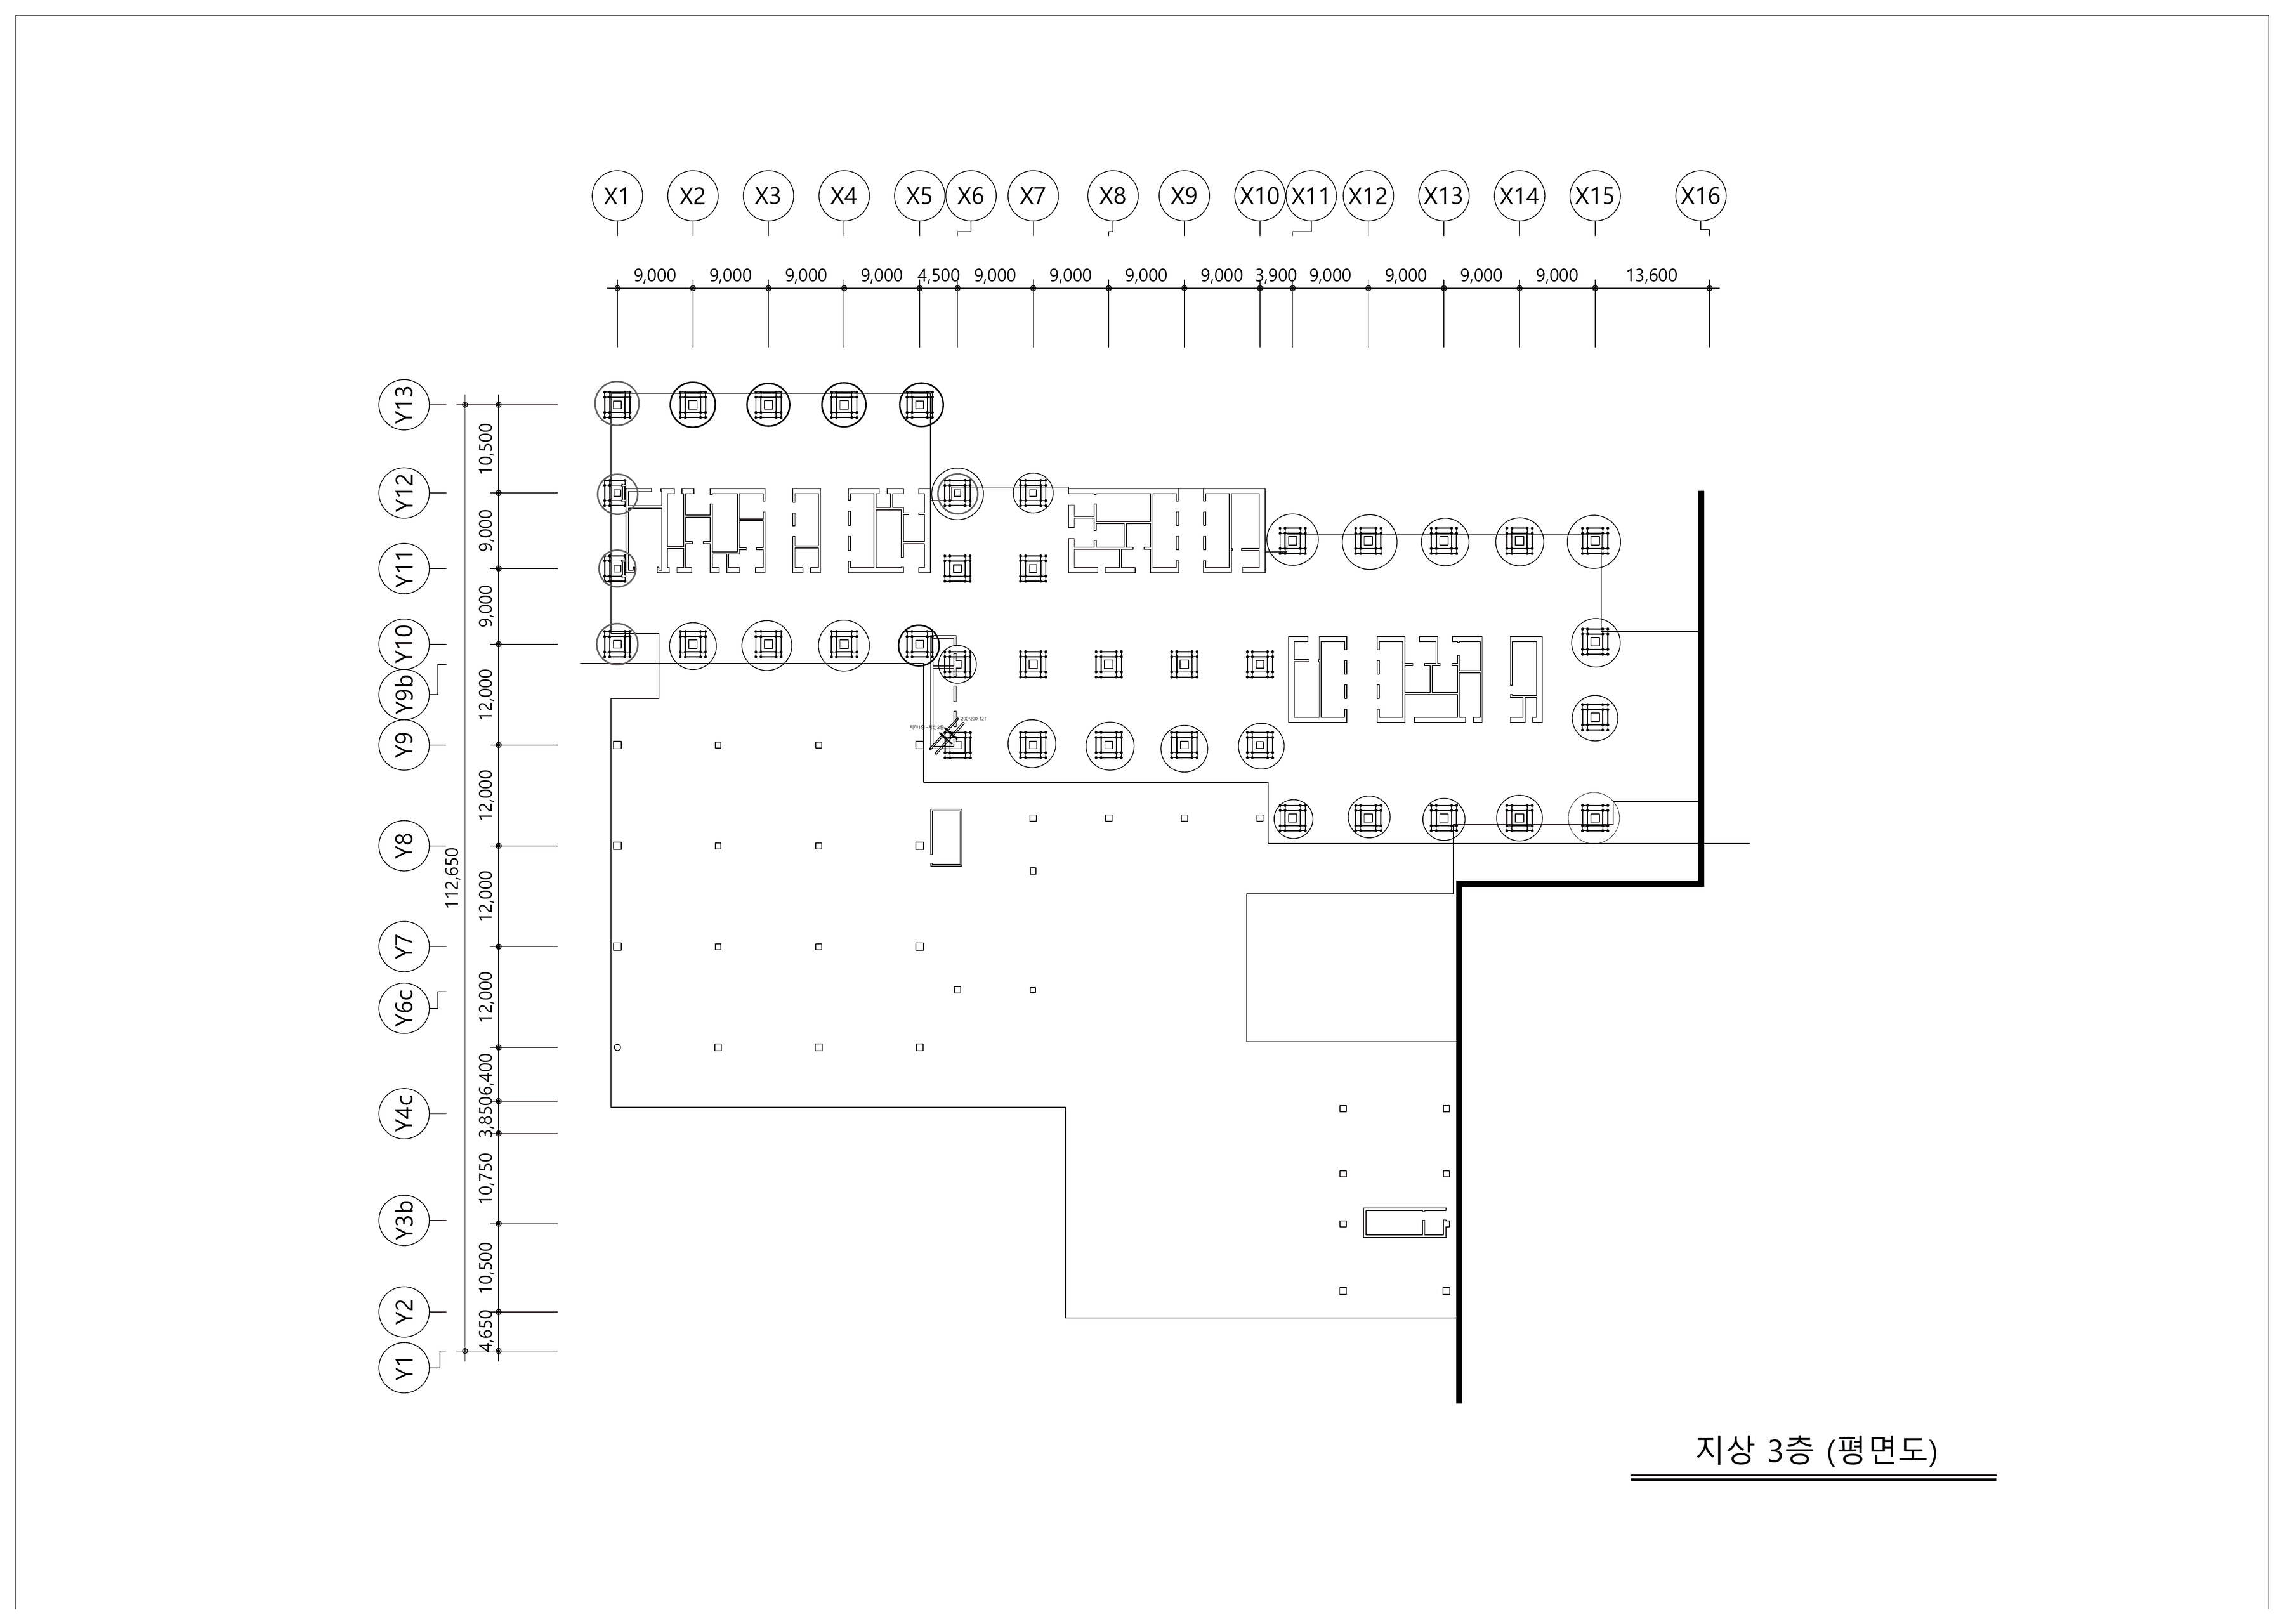 X1 X2 X3 X4 X5 X6 X7 X8 X9 X10 X11 X12 X13 X14 X15 X16
9,000 9,000 9,000 9,000 4,500 9,000 9,000 9,000 9,000 3,900 9,000 9,000 9,000 9,000 13,600
Y13
10,500
Y12
9,000
Y11
9,000
Y10
Y9b
12,000
Y9
12,000
Y8
112,650
12,000
Y7
12,000
Y6c
6,400
3,850
Y4c
10,750
Y3b
10,500
Y2
4,650
Y1
200*200 12T
지상 3층 (평면도)